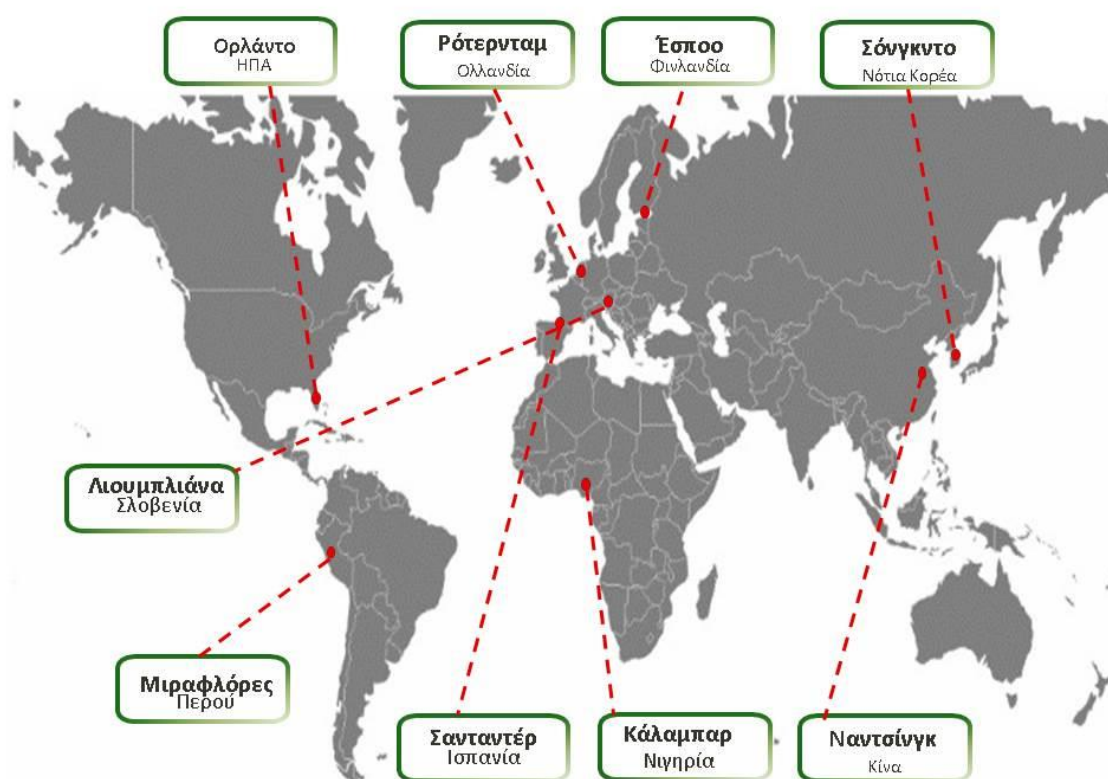 Ορλάντο
ΗΠΑ
Ρότερνταμ
Ολλανδία
Έσποο
Φινλανδία
Σόνγκντο
Νότια Κορέα
Λιουμπλιάνα
Σλοβενία
Μιραφλόρες
Περού
Σανταντέρ
Ισπανία
Κάλαμπαρ
Νιγηρία
Ναντσίνγκ
Κίνα